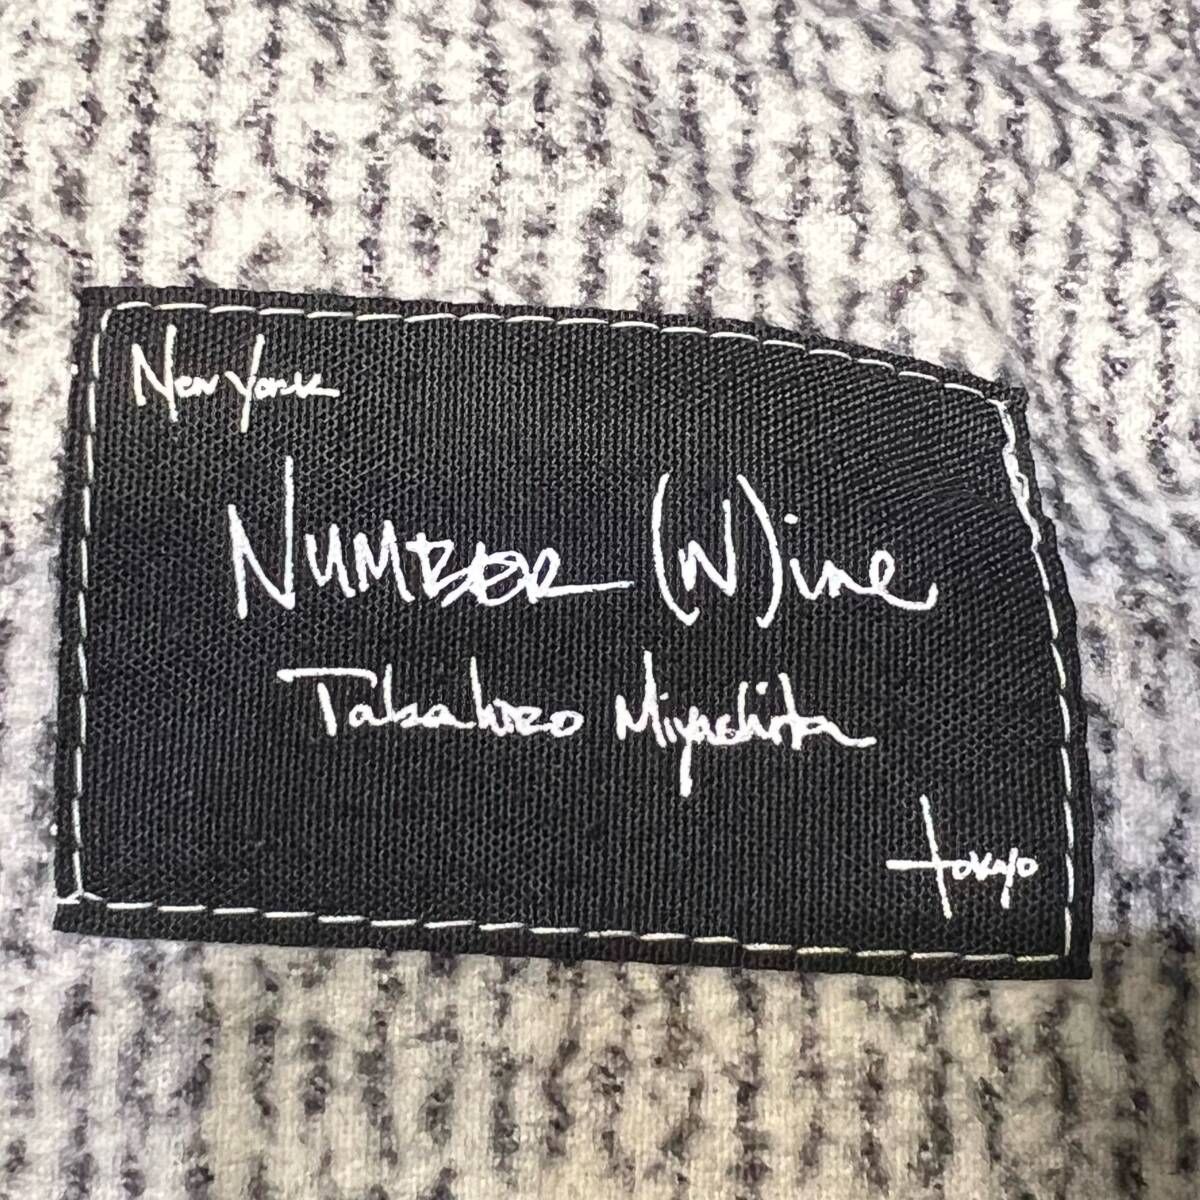 New York
NUMBER (N)ine
Takahiro Miyashita
tokyo